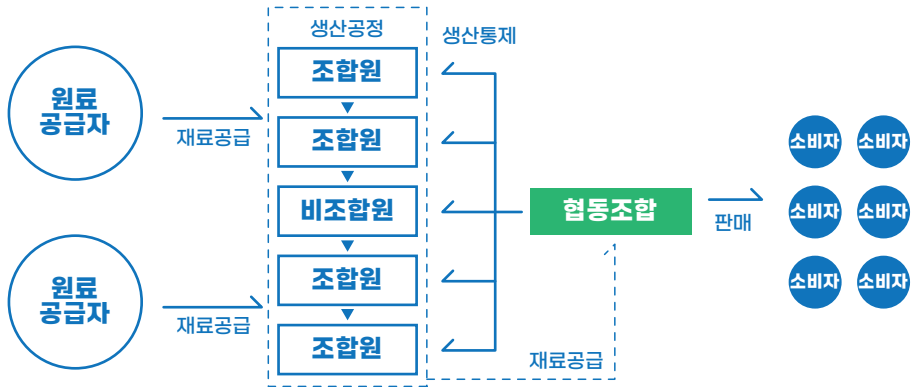 생산공정
생산통제
원료
공급자
재료공급
조합원
조합원
비조합원
조합원
조합원
원료
공급자
재료공급
협동조합
재료공급
판매
소비자 소비자
소비자 소비자
소비자 소비자